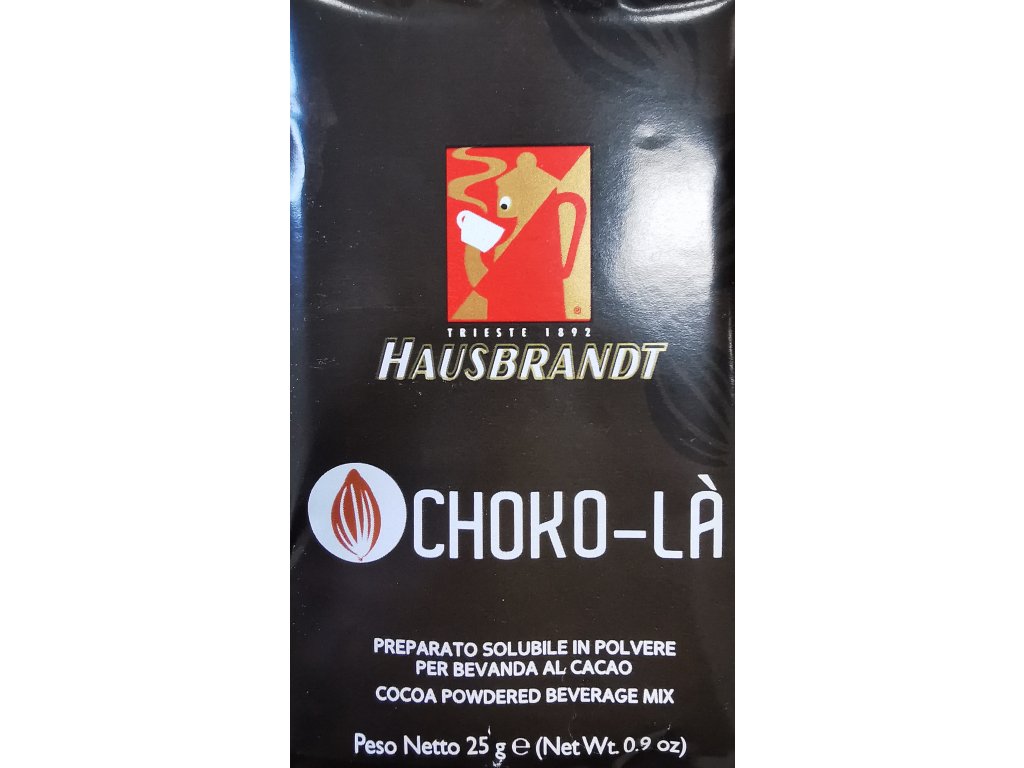 TRIESTE 1892
HAUSBRANDT
CHOKO-LÀ
PREPARATO SOLUBILE IN POLVERE
PER BEVANDA AL CACAO
COCOA POWDERED BEVERAGE MIX
Peso Netto 25 g ℮ (Net Wt. 0.9 oz)